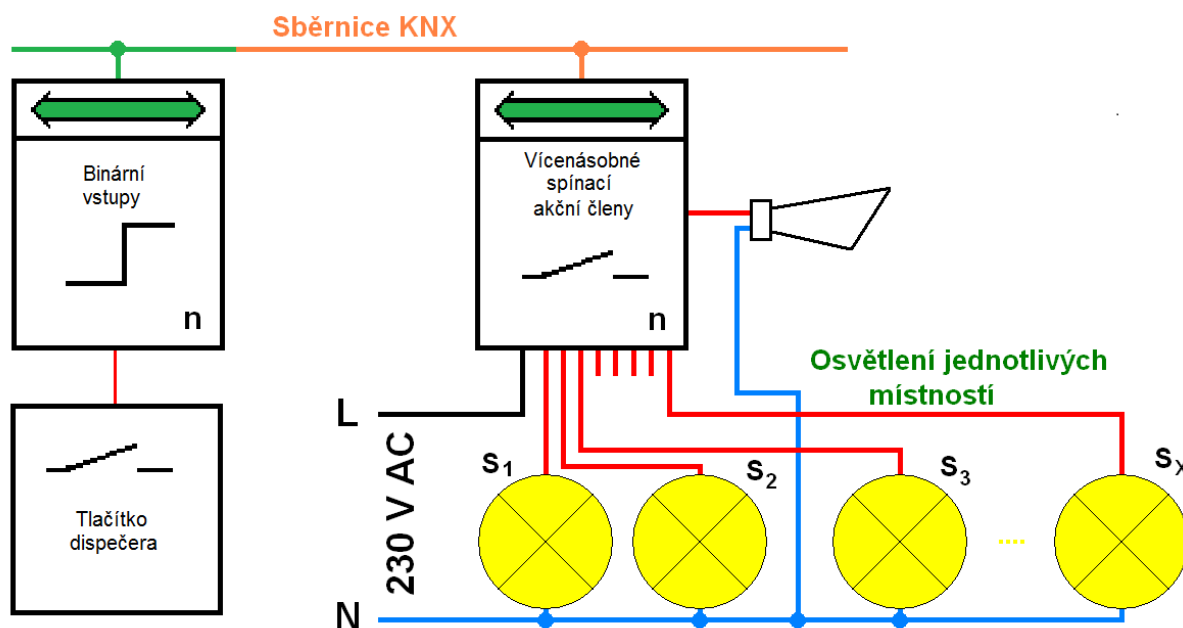 Sběrnice KNX
Binární
vstupy
n
Vícenásobné
spínací
akční členy
n
Tlačítko
dispečera
Osvětlení jednotlivých
místností
L
230 V AC
N
S1
S2
S3
....
SX